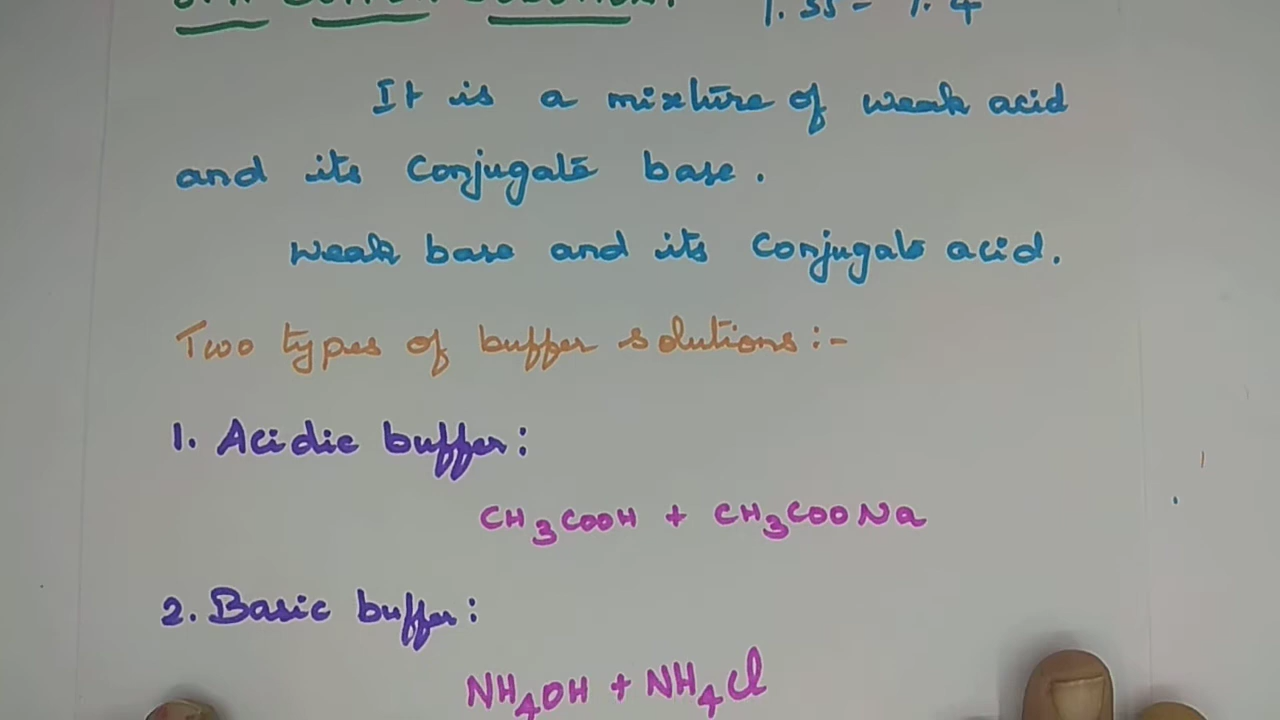 It is a mixture of weak acid
and its Conjugate base.
Weak base and its Conjugate acid.
Two types of buffer solutions:-
1. Acidic buffer:
CH3COOH + CH3COONa
2. Basic buffer:
NH4OH + NH4Cl